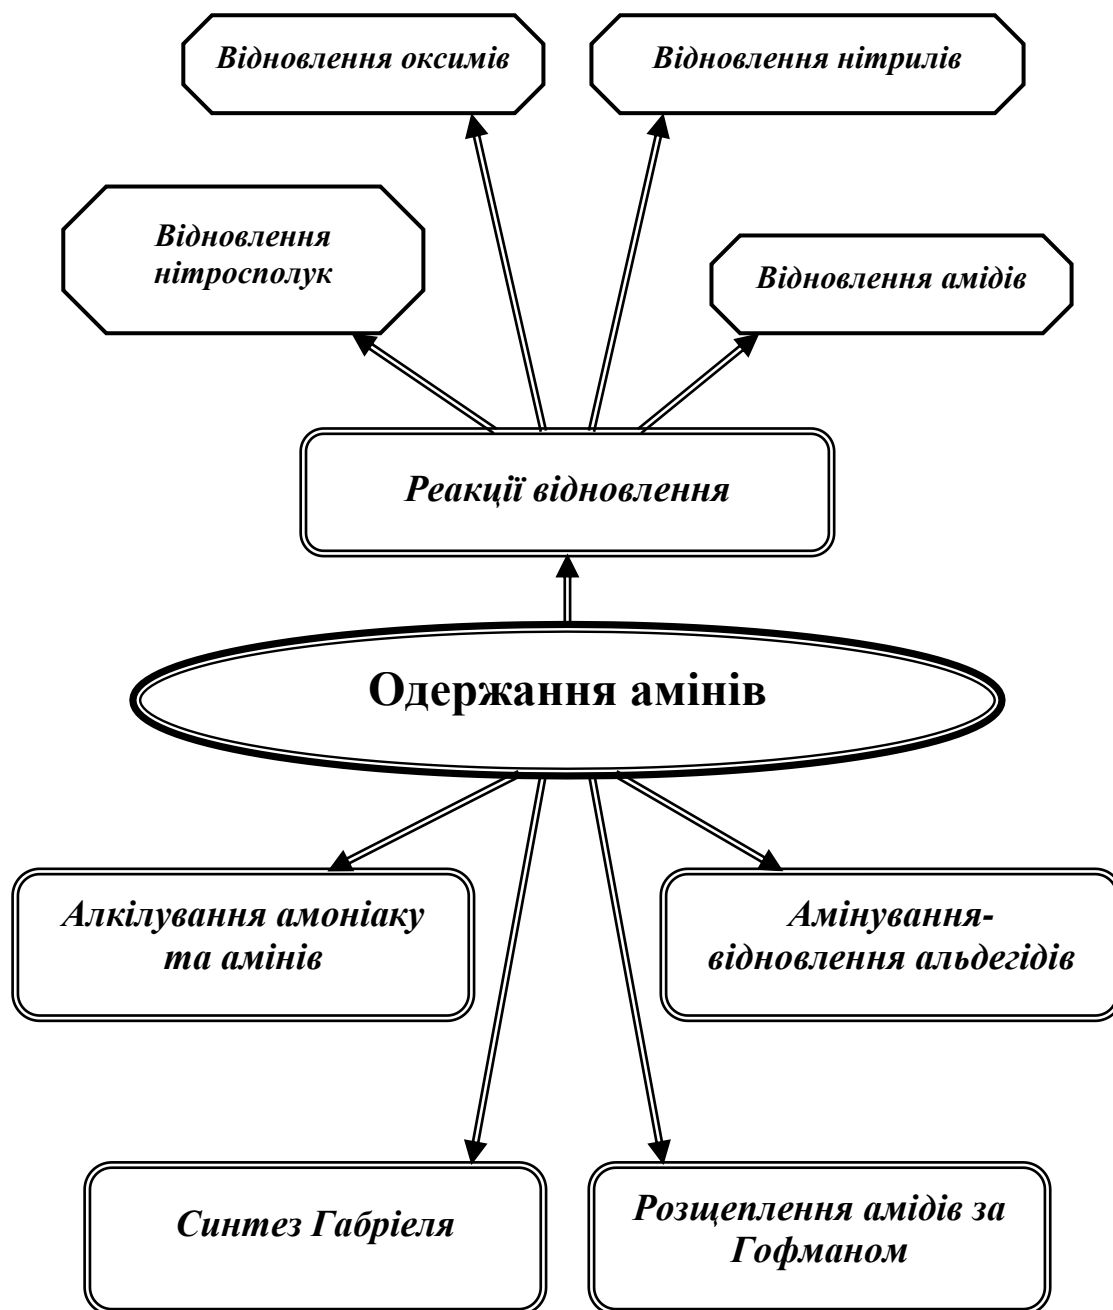 Відновлення оксимів
Відновлення нітрилів
Відновлення
нітросполук
Відновлення амідів
Реакції відновлення
Одержання амінів
Алкілування амоніаку
та амінів
Амінування-
відновлення альдегідів
Синтез Габріеля
Розщеплення амідів за
Гофманом